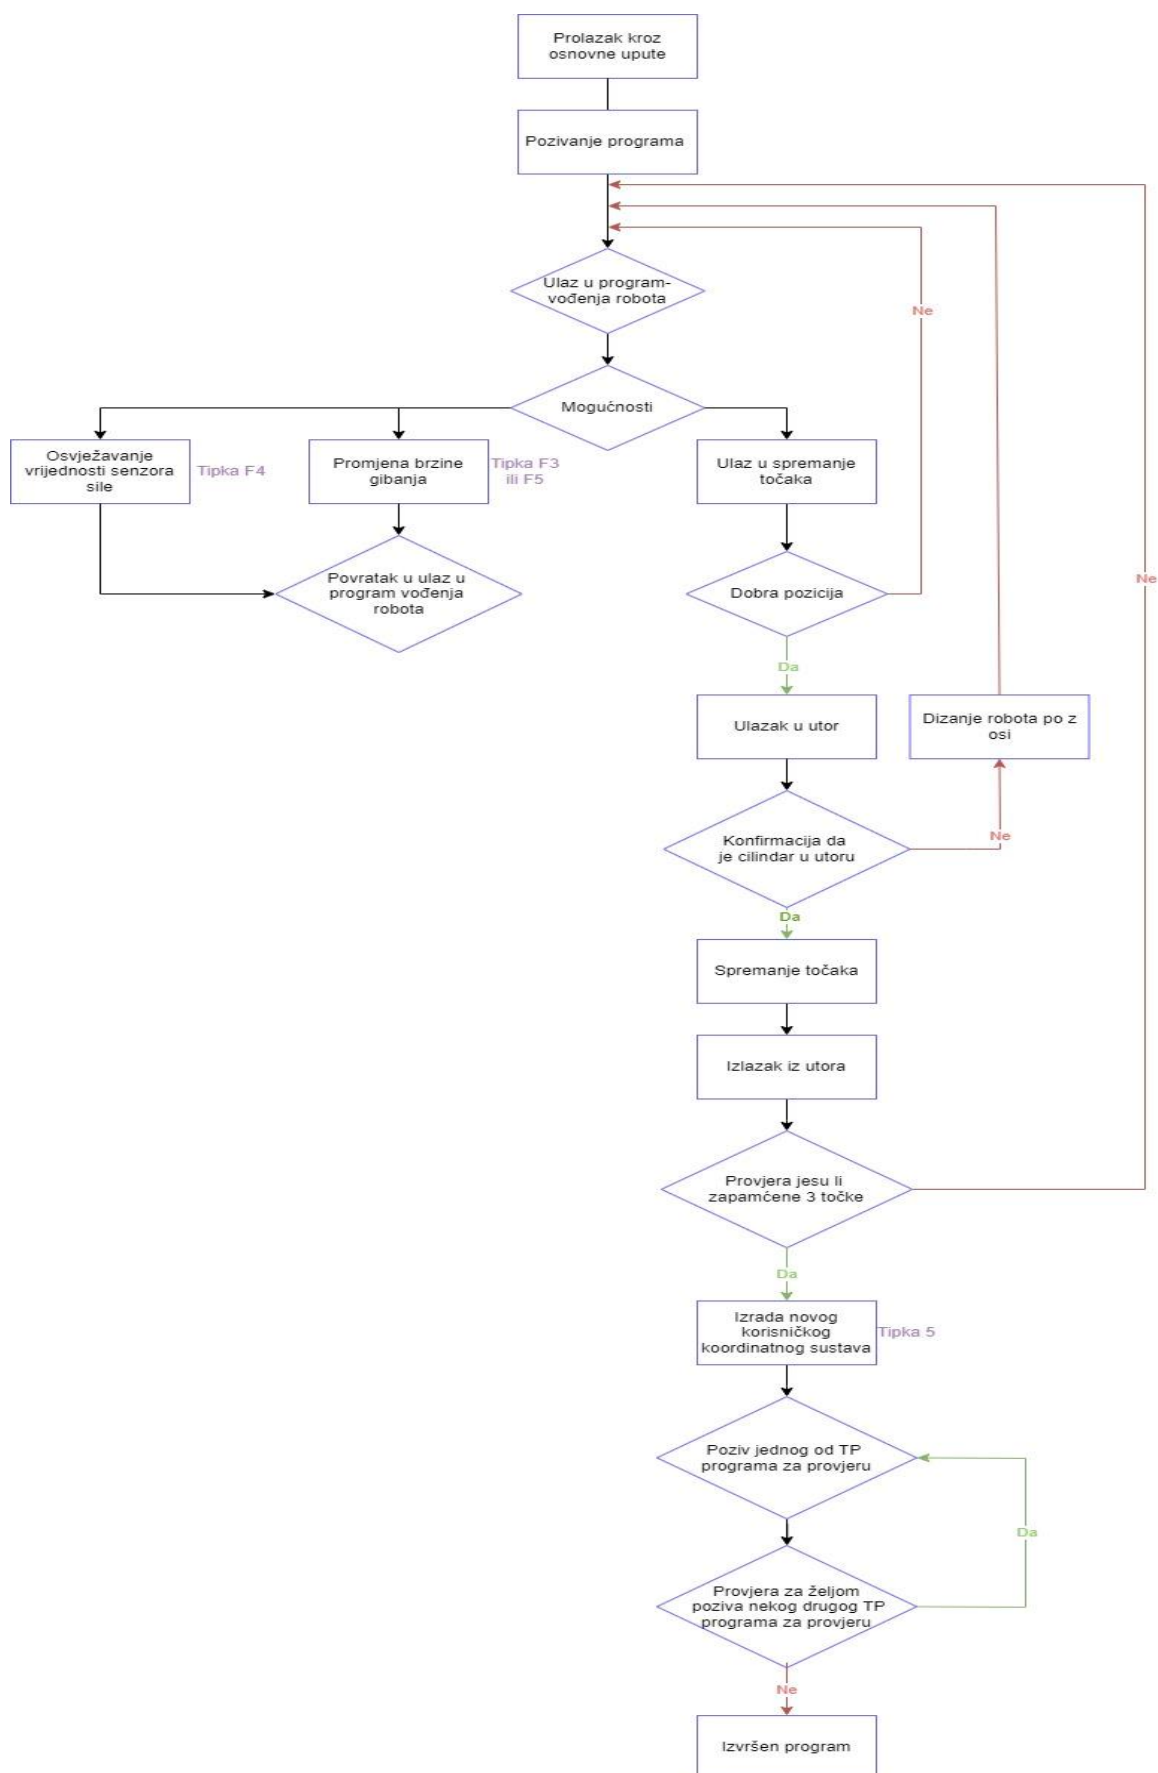 Prolazak kroz
osnovne upute
Pozivanje programa
Ulaz u program-
vođenja robota
Ne
Mogućnosti
Osvježavanje
vrijednosti senzora
sile
Tipka F4
Promjena brzine
gibanja
Tipka F3
ili F5
Ulaz u spremanje
točaka
Povratak u ulaz u
program vođenja
robota
Dobra pozicija
Ne
Da
Ulazak u utor
Dizanje robota po z
osi
Konfirmacija da
je cilindar u utoru
Ne
Da
Spremanje točaka
Izlazak iz utora
Provjera jesu li
zapamćene 3 točke
Da
Izrada novog
korisničkog
koordinatnog sustava
Tipka 5
Poziv jednog od TP
programa za provjeru
Da
Provjera za željom
poziva nekog drugog TP
programa za provjeru
Ne
Izvršen program